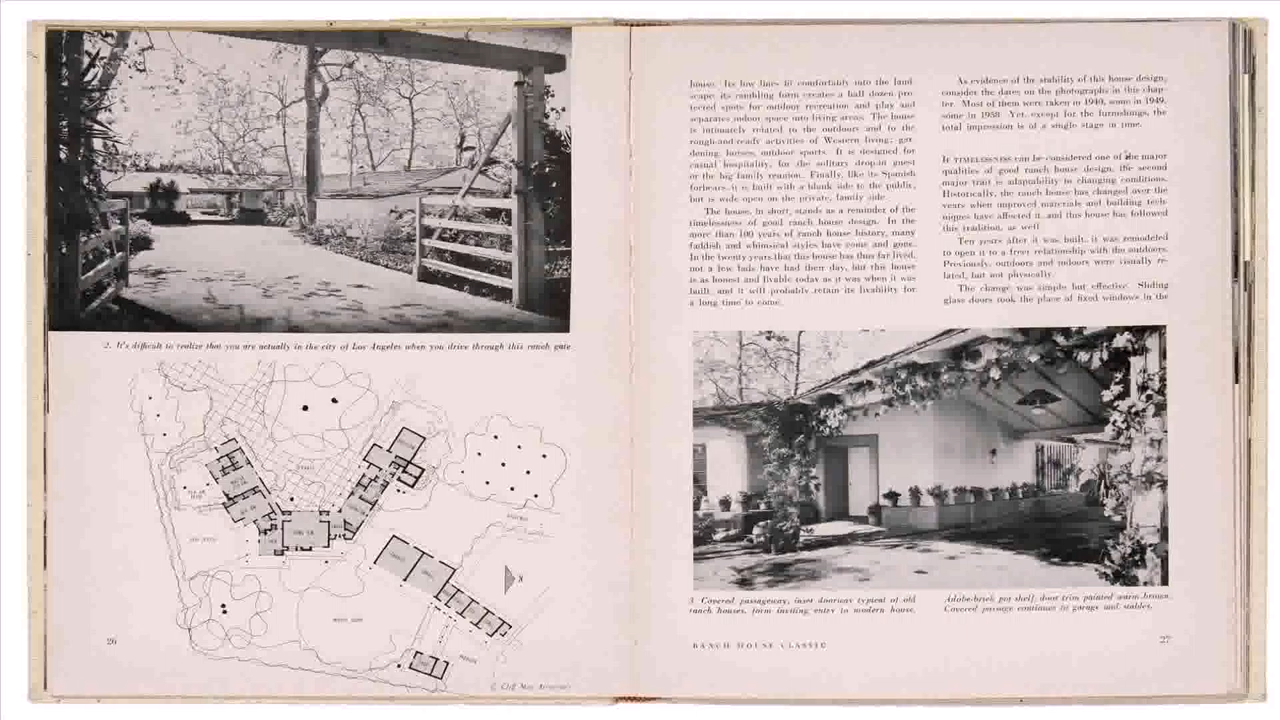 2. It's difficult to realize that you are actually in the city of Los Angeles when you drive through this ranch gate
GARAGE
MOTOR COURT
PADDOCK
N
© Cliff May
26
house. Its low lines fit comfortably into the land
scape; its rambling form creates a half dozen pro
tected spots for outdoor recreation and play and
separates indoor space into living areas. The house
is intimately related to the outdoors and to the
rough-and-ready activities of Western living: gar
dening, horses, outdoor sports. It is designed for
casual hospitality, for the solitary drop-in guest
or the big family reunion. Finally, like its Spanish
forbears, it is built with a blank side to the public,
but is wide open on the private, family side.
The house, in short, stands as a reminder of the
timelessness of good ranch house design. In the
more than 100 years of ranch house history, many
faddish and whimsical styles have come and gone.
In the twenty years that this house has thus far lived,
not a few fads have had their day, but this house
is as honest and livable today as it was when it was
built, and it will probably retain its livability for
a long time to come.
As evidence of the stability of this house design,
consider the dates on the photographs in this chap-
ter. Most of them were taken in 1940, some in 1949,
some in 1958. Yet, except for the furnishings, the
total impression is of a single stage in time.
IF TIMELESSNESS can be considered one of the major
qualities of good ranch house design, the second
major trait is adaptability to changing conditions.
Historically, the ranch house has changed over the
years when improved materials and building tech
niques have affected it, and this house has followed
this tradition, as well.
Ten years after it was built, it was remodeled
to open it to a freer relationship with the outdoors.
Previously, outdoors and indoors were visually re-
lated, but not physically.
The change was simple but effective. Sliding
glass doors took the place of fixed windows in the
3. Covered passageway, inset doorway typical of old
ranch houses, form inviting entry to modern house.
Adobe-brick pot shelf; door trim painted warm brown.
Covered passage continues to garage and stables.
RANCH HOUSE CLASSIC
27